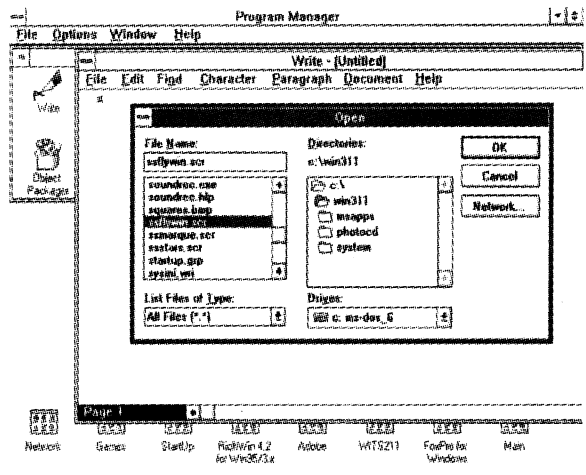 Program Manager
File Options Window Help
Write - [Untitled]
File Edit Find Character Paragraph Document Help
Write
Object
Packager
Open
File Name:
ssflywin.scr
soundrec.exe
soundrec.hlp
squares.bmp
ssflywin.scr
ssmarque.scr
ssstars.scr
startup.grp
sysini.wri
List Files of Type:
All Files (*.*)
Directories:
c:\win311
c:\
win311
msapps
photocd
system
Drives:
c: ms-dos_6
OK
Cancel
Network...
Page 1
Network
Games
StartUp
RichWin 4.2
for Win95/3.x
Adobe
WITS211
FoxPro for
Windows
Main